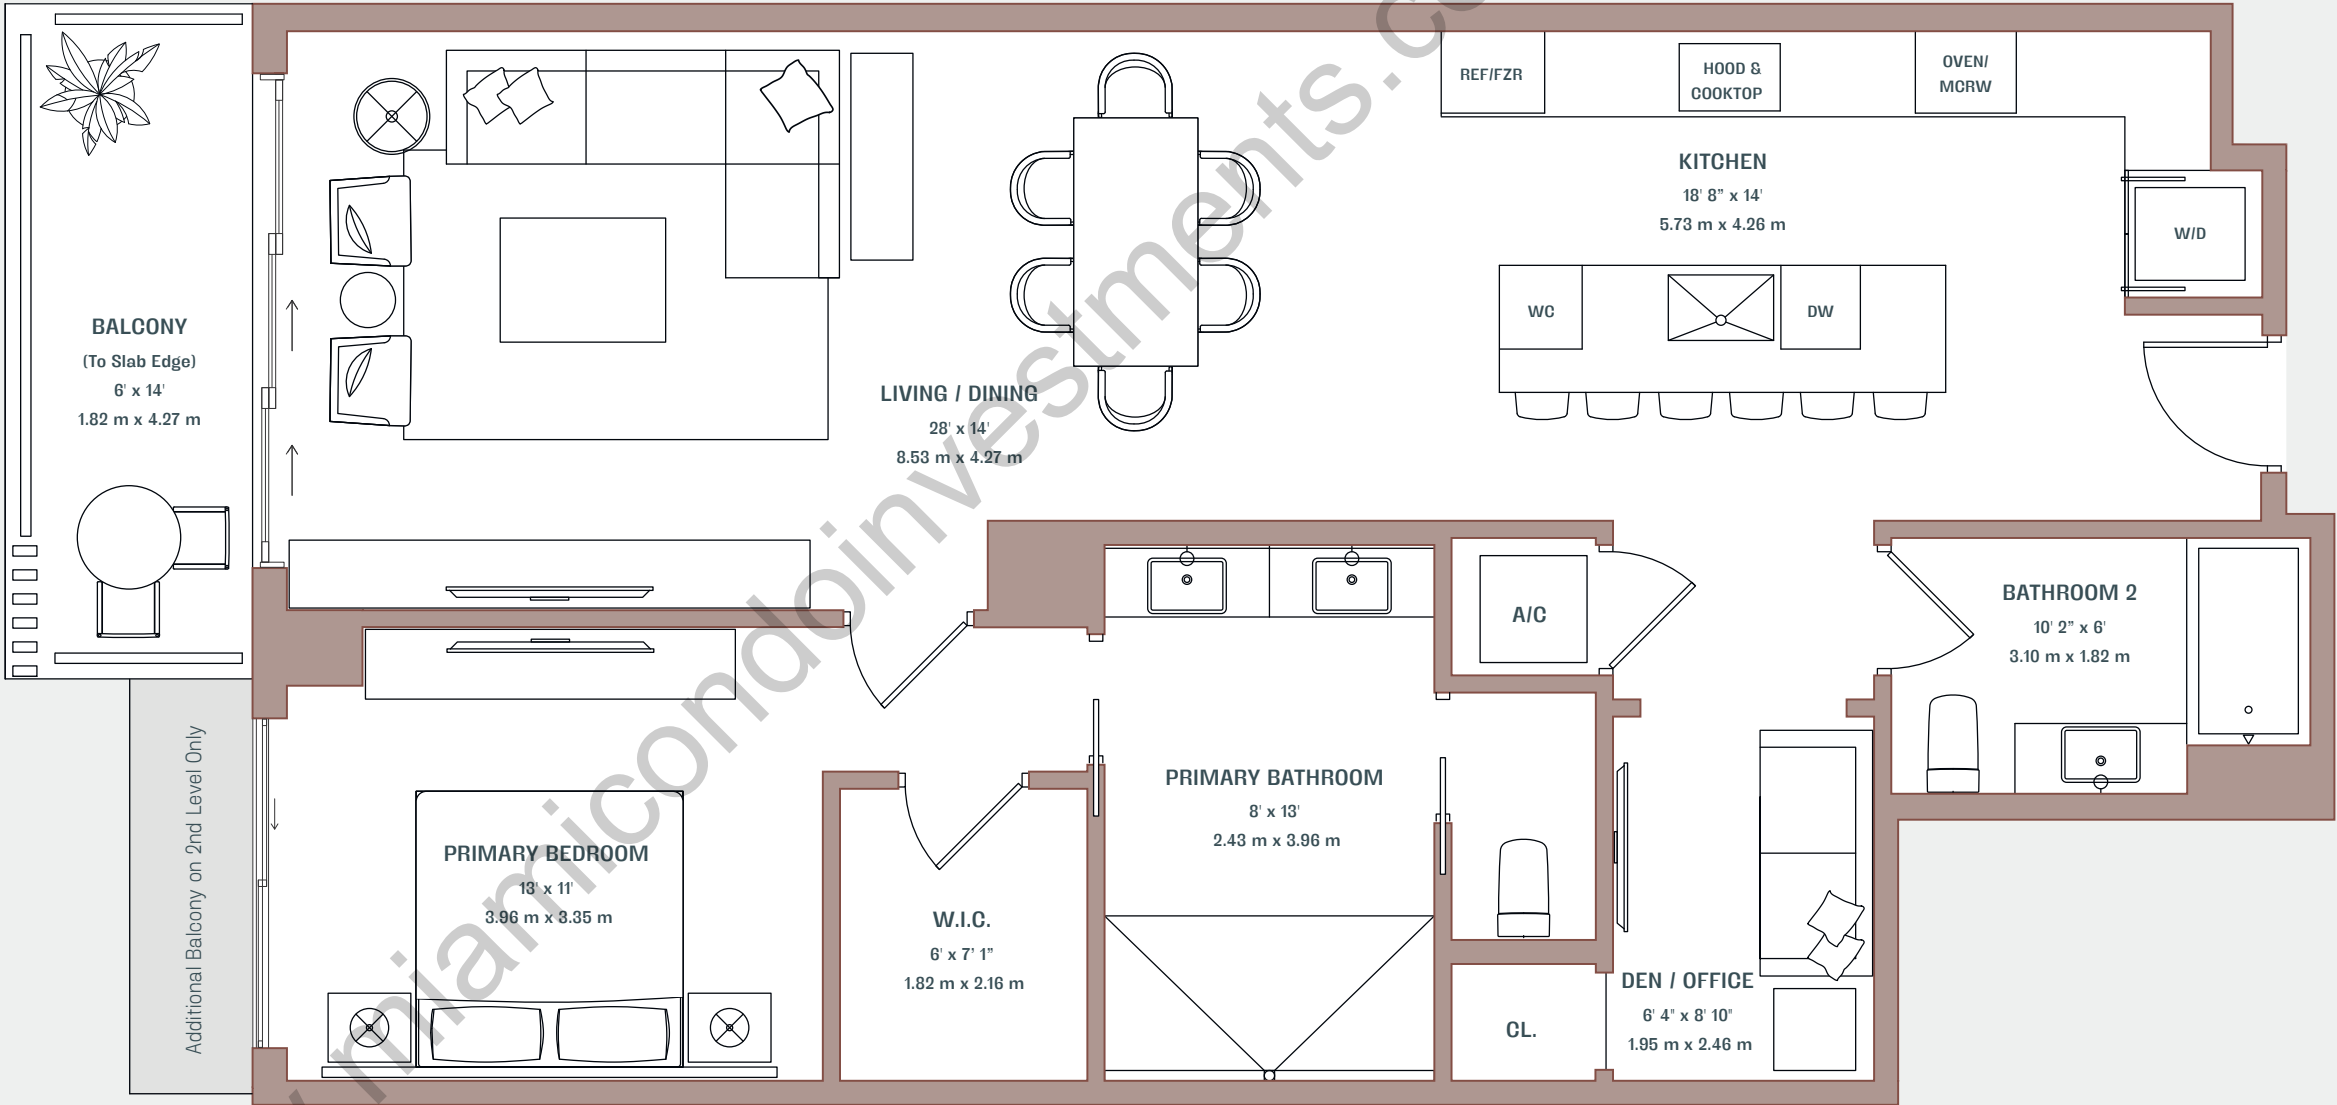 REF/FZR
HOOD &
COOKTOP
OVEN/
MCRW
KITCHEN
18' 8" x 14'
5.73 m x 4.26 m
W/D
WC
DW
BALCONY
(To Slab Edge)
6' x 14'
1.82 m x 4.27 m
LIVING / DINING
28' x 14'
8.53 m x 4.27 m
A/C
BATHROOM 2
10' 2" x 6'
3.10 m x 1.82 m
PRIMARY BATHROOM
8' x 13'
2.43 m x 3.96 m
PRIMARY BEDROOM
13' x 11'
3.96 m x 3.35 m
W.I.C.
6' x 7' 1"
1.82 m x 2.16 m
DEN / OFFICE
6' 4" x 8' 10"
1.95 m x 2.46 m
CL.
Additional Balcony on 2nd Level Only
miamicondoinvestments.co